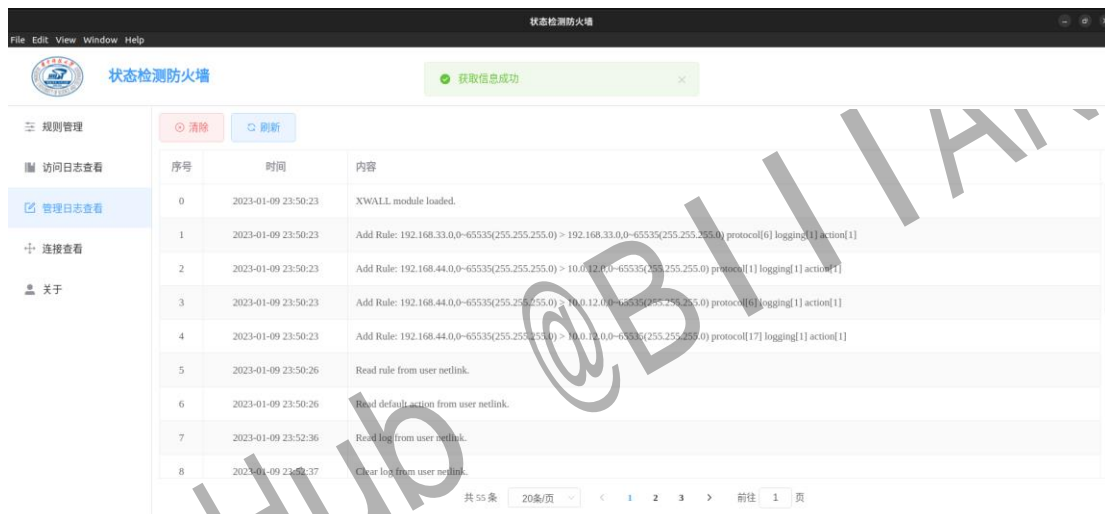 状态检测防火墙
File Edit View Window Help
状态检测防火墙
获取信息成功
规则管理
访问日志查看
管理日志查看
连接查看
关于
清除 刷新
序号 时间 内容
0 2023-01-09 23:50:23 XWALL module loaded.
1 2023-01-09 23:50:23 Add Rule: 192.168.33.0,0~65535(255.255.255.0) > 192.168.33.0,0~65535(255.255.255.0) protocol[6] logging[1] action[1]
2 2023-01-09 23:50:23 Add Rule: 192.168.44.0,0~65535(255.255.255.0) > 10.0.12.0,0~65535(255.255.255.0) protocol[1] logging[1] action[1]
3 2023-01-09 23:50:23 Add Rule: 192.168.44.0,0~65535(255.255.255.0) > 10.0.12.0,0~65535(255.255.255.0) protocol[6] logging[1] action[1]
4 2023-01-09 23:50:23 Add Rule: 192.168.44.0,0~65535(255.255.255.0) > 10.0.12.0,0~65535(255.255.255.0) protocol[17] logging[1] action[1]
5 2023-01-09 23:50:26 Read rule from user netlink.
6 2023-01-09 23:50:26 Read default action from user netlink.
7 2023-01-09 23:52:36 Read log from user netlink.
8 2023-01-09 23:52:37 Clear log from user netlink.
共 55 条 20条/页 1 2 3 前往 1 页
Hub @BIIIAN